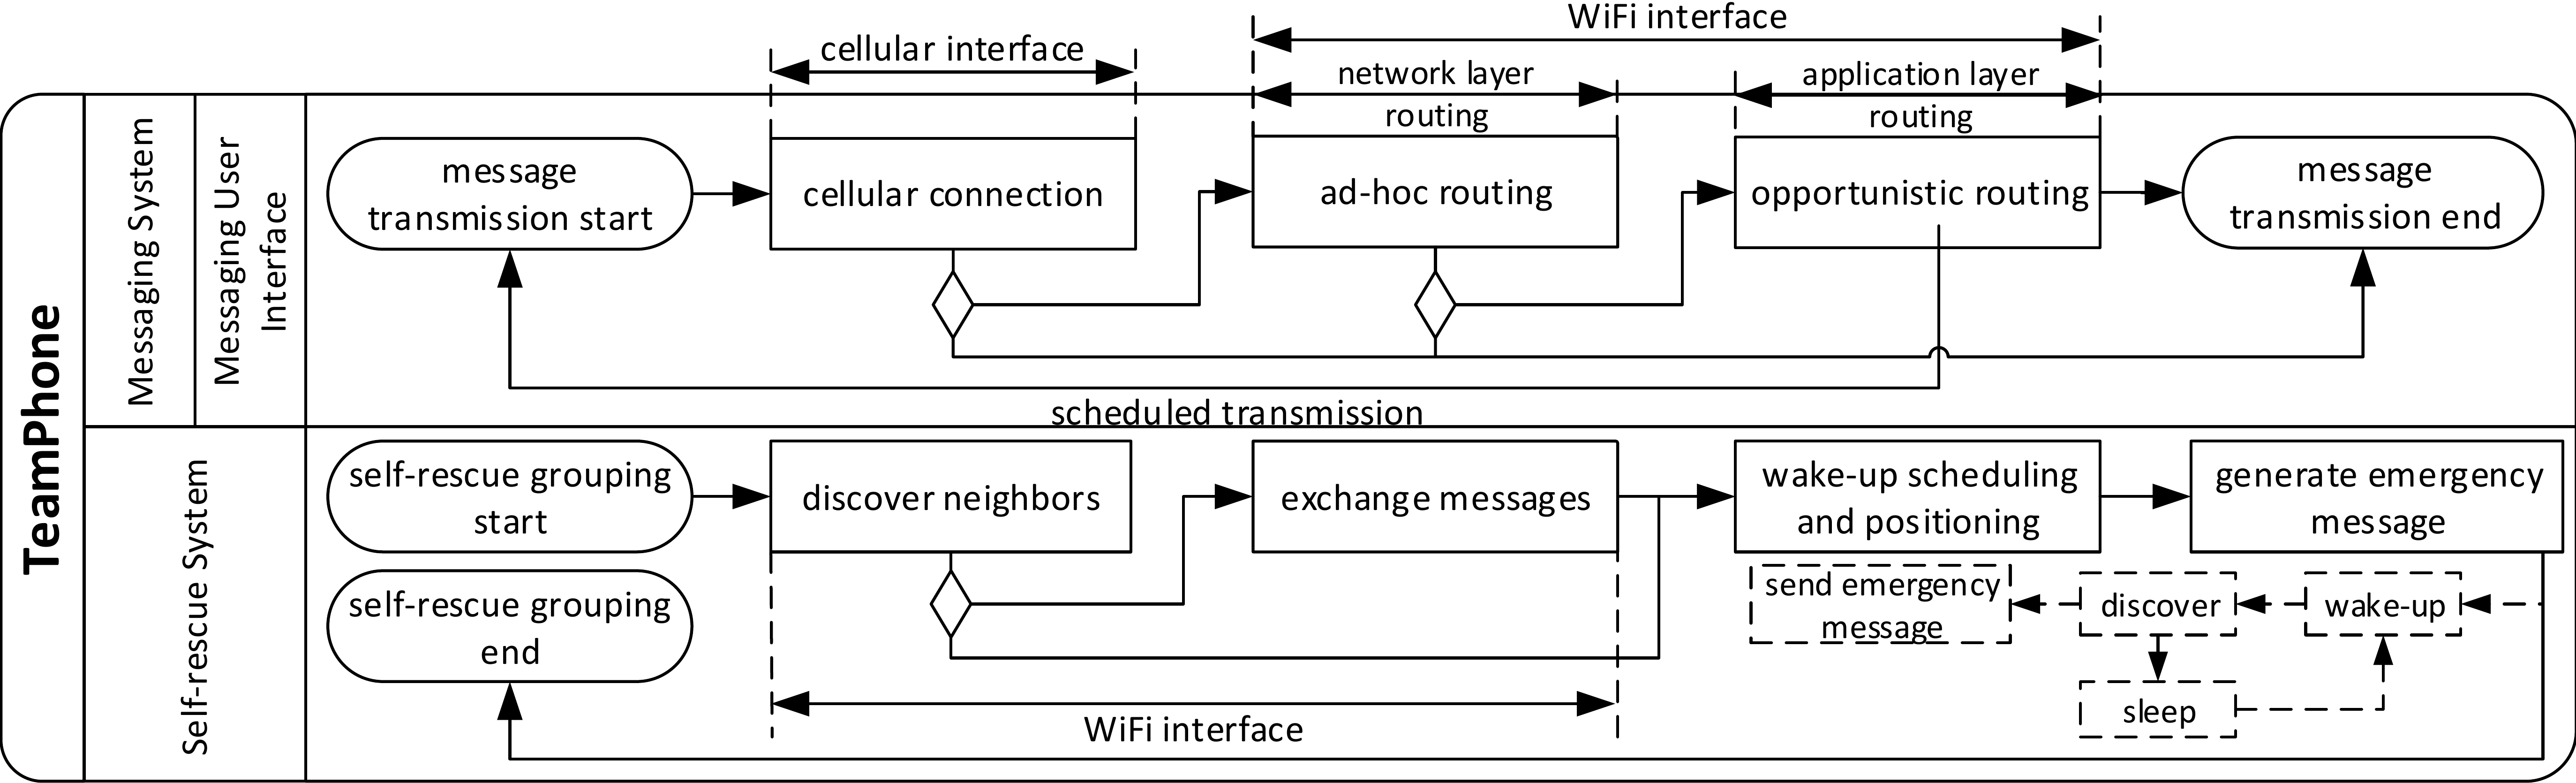 WiFi interface
cellular interface
network layer
routing
application layer
routing
TeamPhone
Messaging System
Messaging User
Interface
message
transmission start
cellular connection
ad-hoc routing
opportunistic routing
message
transmission end
scheduled transmission
Self-rescue System
self-rescue grouping
start
discover neighbors
exchange messages
wake-up scheduling
and positioning
generate emergency
message
self-rescue grouping
end
send emergency
message
discover
wake-up
sleep
WiFi interface